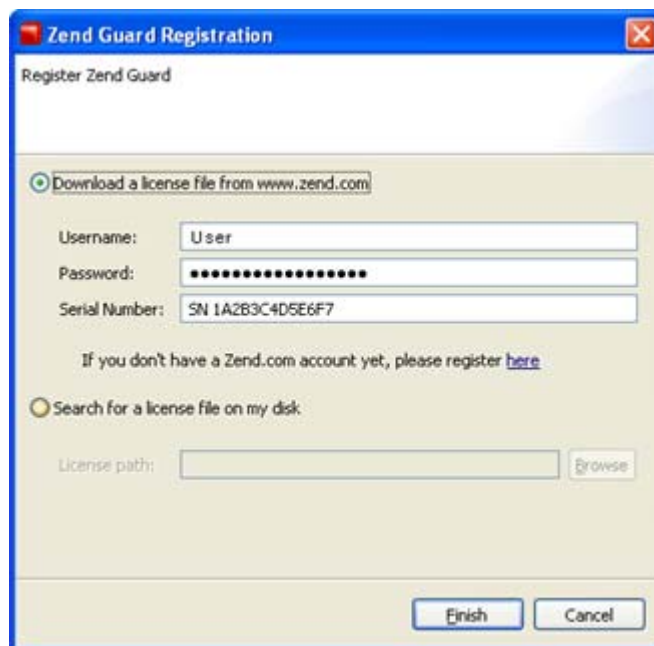 Zend Guard Registration
Register Zend Guard
Download a license file from www.zend.com
Username: User
Password: •••••••••••••••••
Serial Number: SN 1A2B3C4D5E6F7
If you don't have a Zend.com account yet, please register here
Search for a license file on my disk
License path: Browse
Finish Cancel